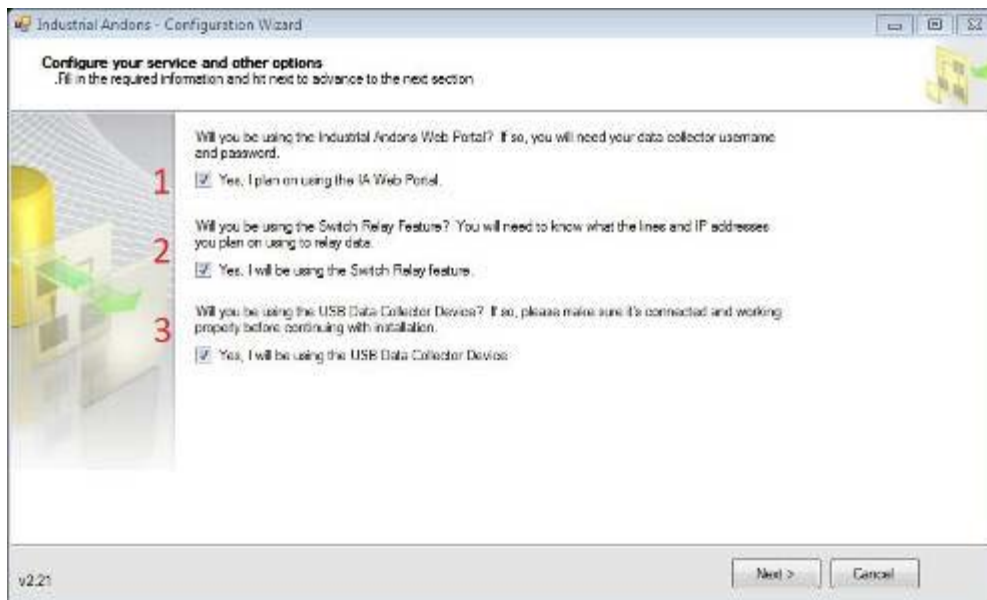 Industrial Andons - Configuration Wizard
Configure your service and other options
.Fill in the required information and hit next to advance to the next section
Will you be using the Industrial Andons Web Portal? If so, you will need your data collector username
and password.
1
Yes, I plan on using the IA Web Portal.
Will you be using the Switch Relay Feature? You will need to know what the lines and IP addresses
you plan on using to relay data.
2
Yes, I will be using the Switch Relay feature.
Will you be using the USB Data Collector Device? If so, please make sure it's connected and working
properly before continuing with installation.
3
Yes, I will be using the USB Data Collector Device
v2.21
Next >
Cancel